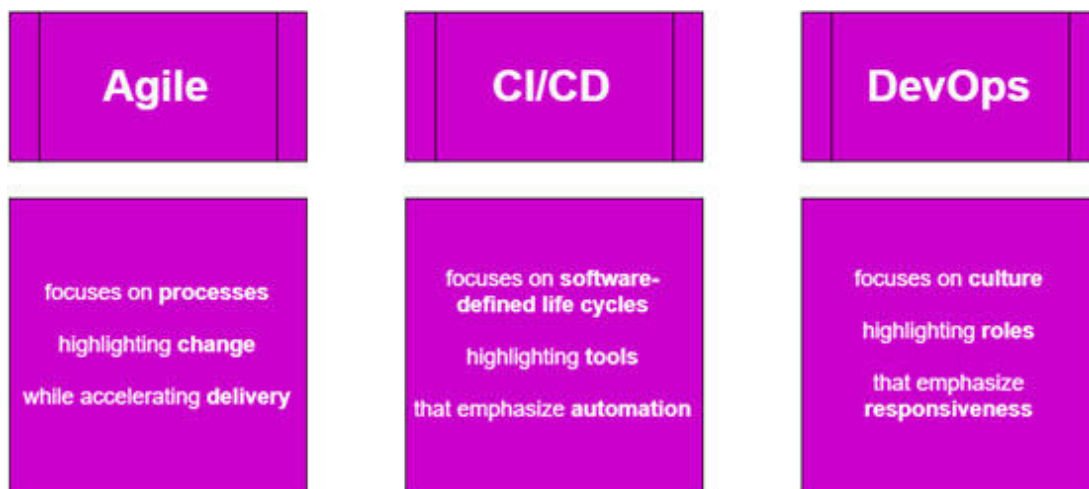 Agile
focuses on processes
highlighting change
while accelerating delivery
CI/CD
focuses on software-
defined life cycles
highlighting tools
that emphasize automation
DevOps
focuses on culture
highlighting roles
that emphasize
responsiveness